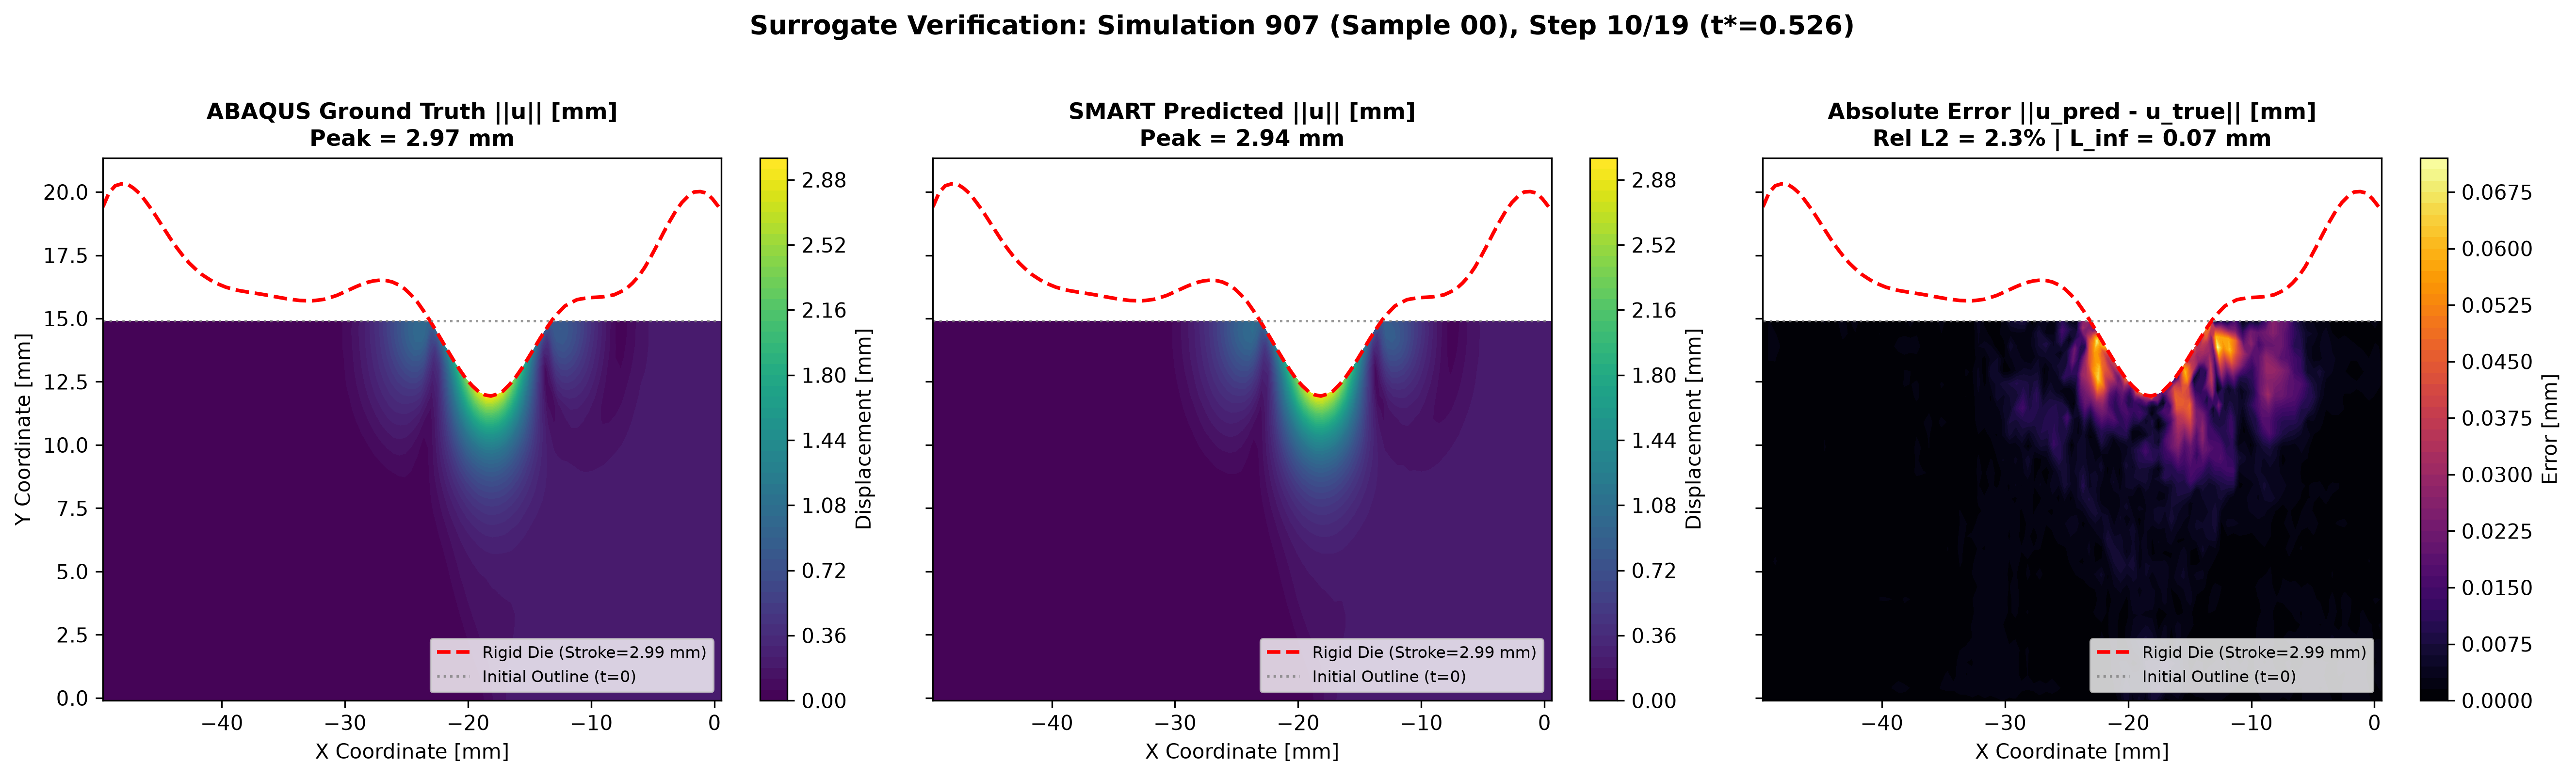 Surrogate Verification: Simulation 907 (Sample 00), Step 10/19 (t*=0.526)
ABAQUS Ground Truth ||u|| [mm]
Peak = 2.97 mm
20.0
17.5
15.0
12.5
10.0
7.5
5.0
2.5
0.0
Y Coordinate [mm]
−40
−30
−20
−10
0
X Coordinate [mm]
Rigid Die (Stroke=2.99 mm)
Initial Outline (t=0)
2.88
2.52
2.16
1.80
1.44
1.08
0.72
0.36
0.00
Displacement [mm]
SMART Predicted ||u|| [mm]
Peak = 2.94 mm
−40
−30
−20
−10
0
X Coordinate [mm]
Rigid Die (Stroke=2.99 mm)
Initial Outline (t=0)
2.88
2.52
2.16
1.80
1.44
1.08
0.72
0.36
0.00
Displacement [mm]
Absolute Error ||u_pred - u_true|| [mm]
Rel L2 = 2.3% | L_inf = 0.07 mm
−40
−30
−20
−10
0
X Coordinate [mm]
Rigid Die (Stroke=2.99 mm)
Initial Outline (t=0)
0.0675
0.0600
0.0525
0.0450
0.0375
0.0300
0.0225
0.0150
0.0075
0.0000
Error [mm]